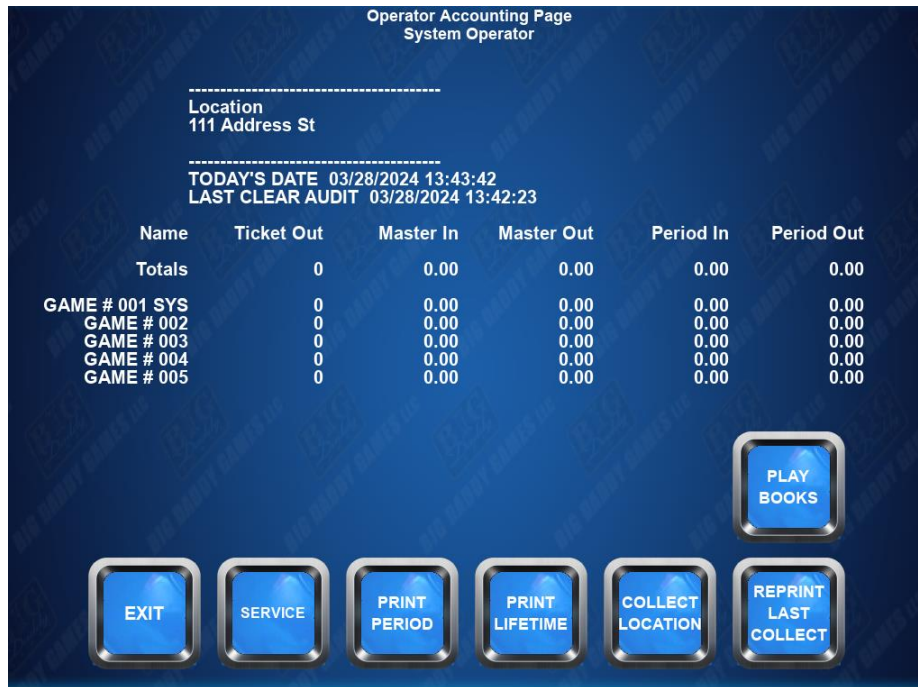 Operator Accounting Page
System Operator
----------------------------------------
Location
111 Address St
----------------------------------------
TODAY'S DATE 03/28/2024 13:43:42
LAST CLEAR AUDIT 03/28/2024 13:42:23
Name Ticket Out Master In Master Out Period In Period Out
Totals 0 0.00 0.00 0.00 0.00
GAME # 001 SYS 0 0.00 0.00 0.00 0.00
GAME # 002 0 0.00 0.00 0.00 0.00
GAME # 003 0 0.00 0.00 0.00 0.00
GAME # 004 0 0.00 0.00 0.00 0.00
GAME # 005 0 0.00 0.00 0.00 0.00
PLAY
BOOKS
EXIT
SERVICE
PRINT
PERIOD
PRINT
LIFETIME
COLLECT
LOCATION
REPRINT
LAST
COLLECT
BIG DADDY GAMES LLC